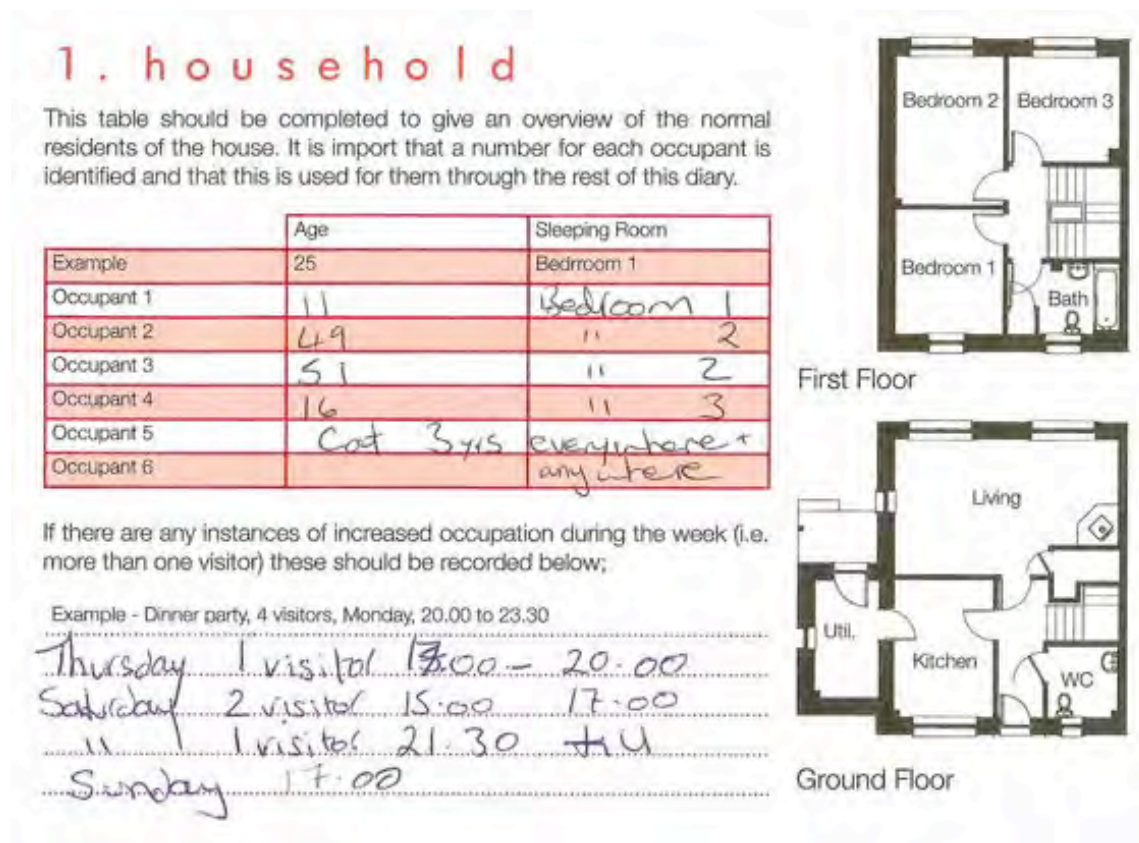 1. household
This table should be completed to give an overview of the normal
residents of the house. It is import that a number for each occupant is
identified and that this is used for them through the rest of this diary.
Age Sleeping Room
Example 25 Bedrroom 1
Occupant 1 11 Bedroom 1
Occupant 2 49 " 2
Occupant 3 51 " 2
Occupant 4 16 " 3
Occupant 5 Cat 3 yrs everywhere +
Occupant 6 anywhere
If there are any instances of increased occupation during the week (i.e.
more than one visitor) these should be recorded below;
Example - Dinner party, 4 visitors, Monday, 20.00 to 23.30
Thursday 1 visitor 18:00 - 20.00
Saturday 2 visitor 15.00 17.00
" 1 visitor 21.30
Sunday 17.00
Bedroom 2
Bedroom 3
Bedroom 1
Bath
First Floor
Living
Util.
Kitchen
WC
Ground Floor